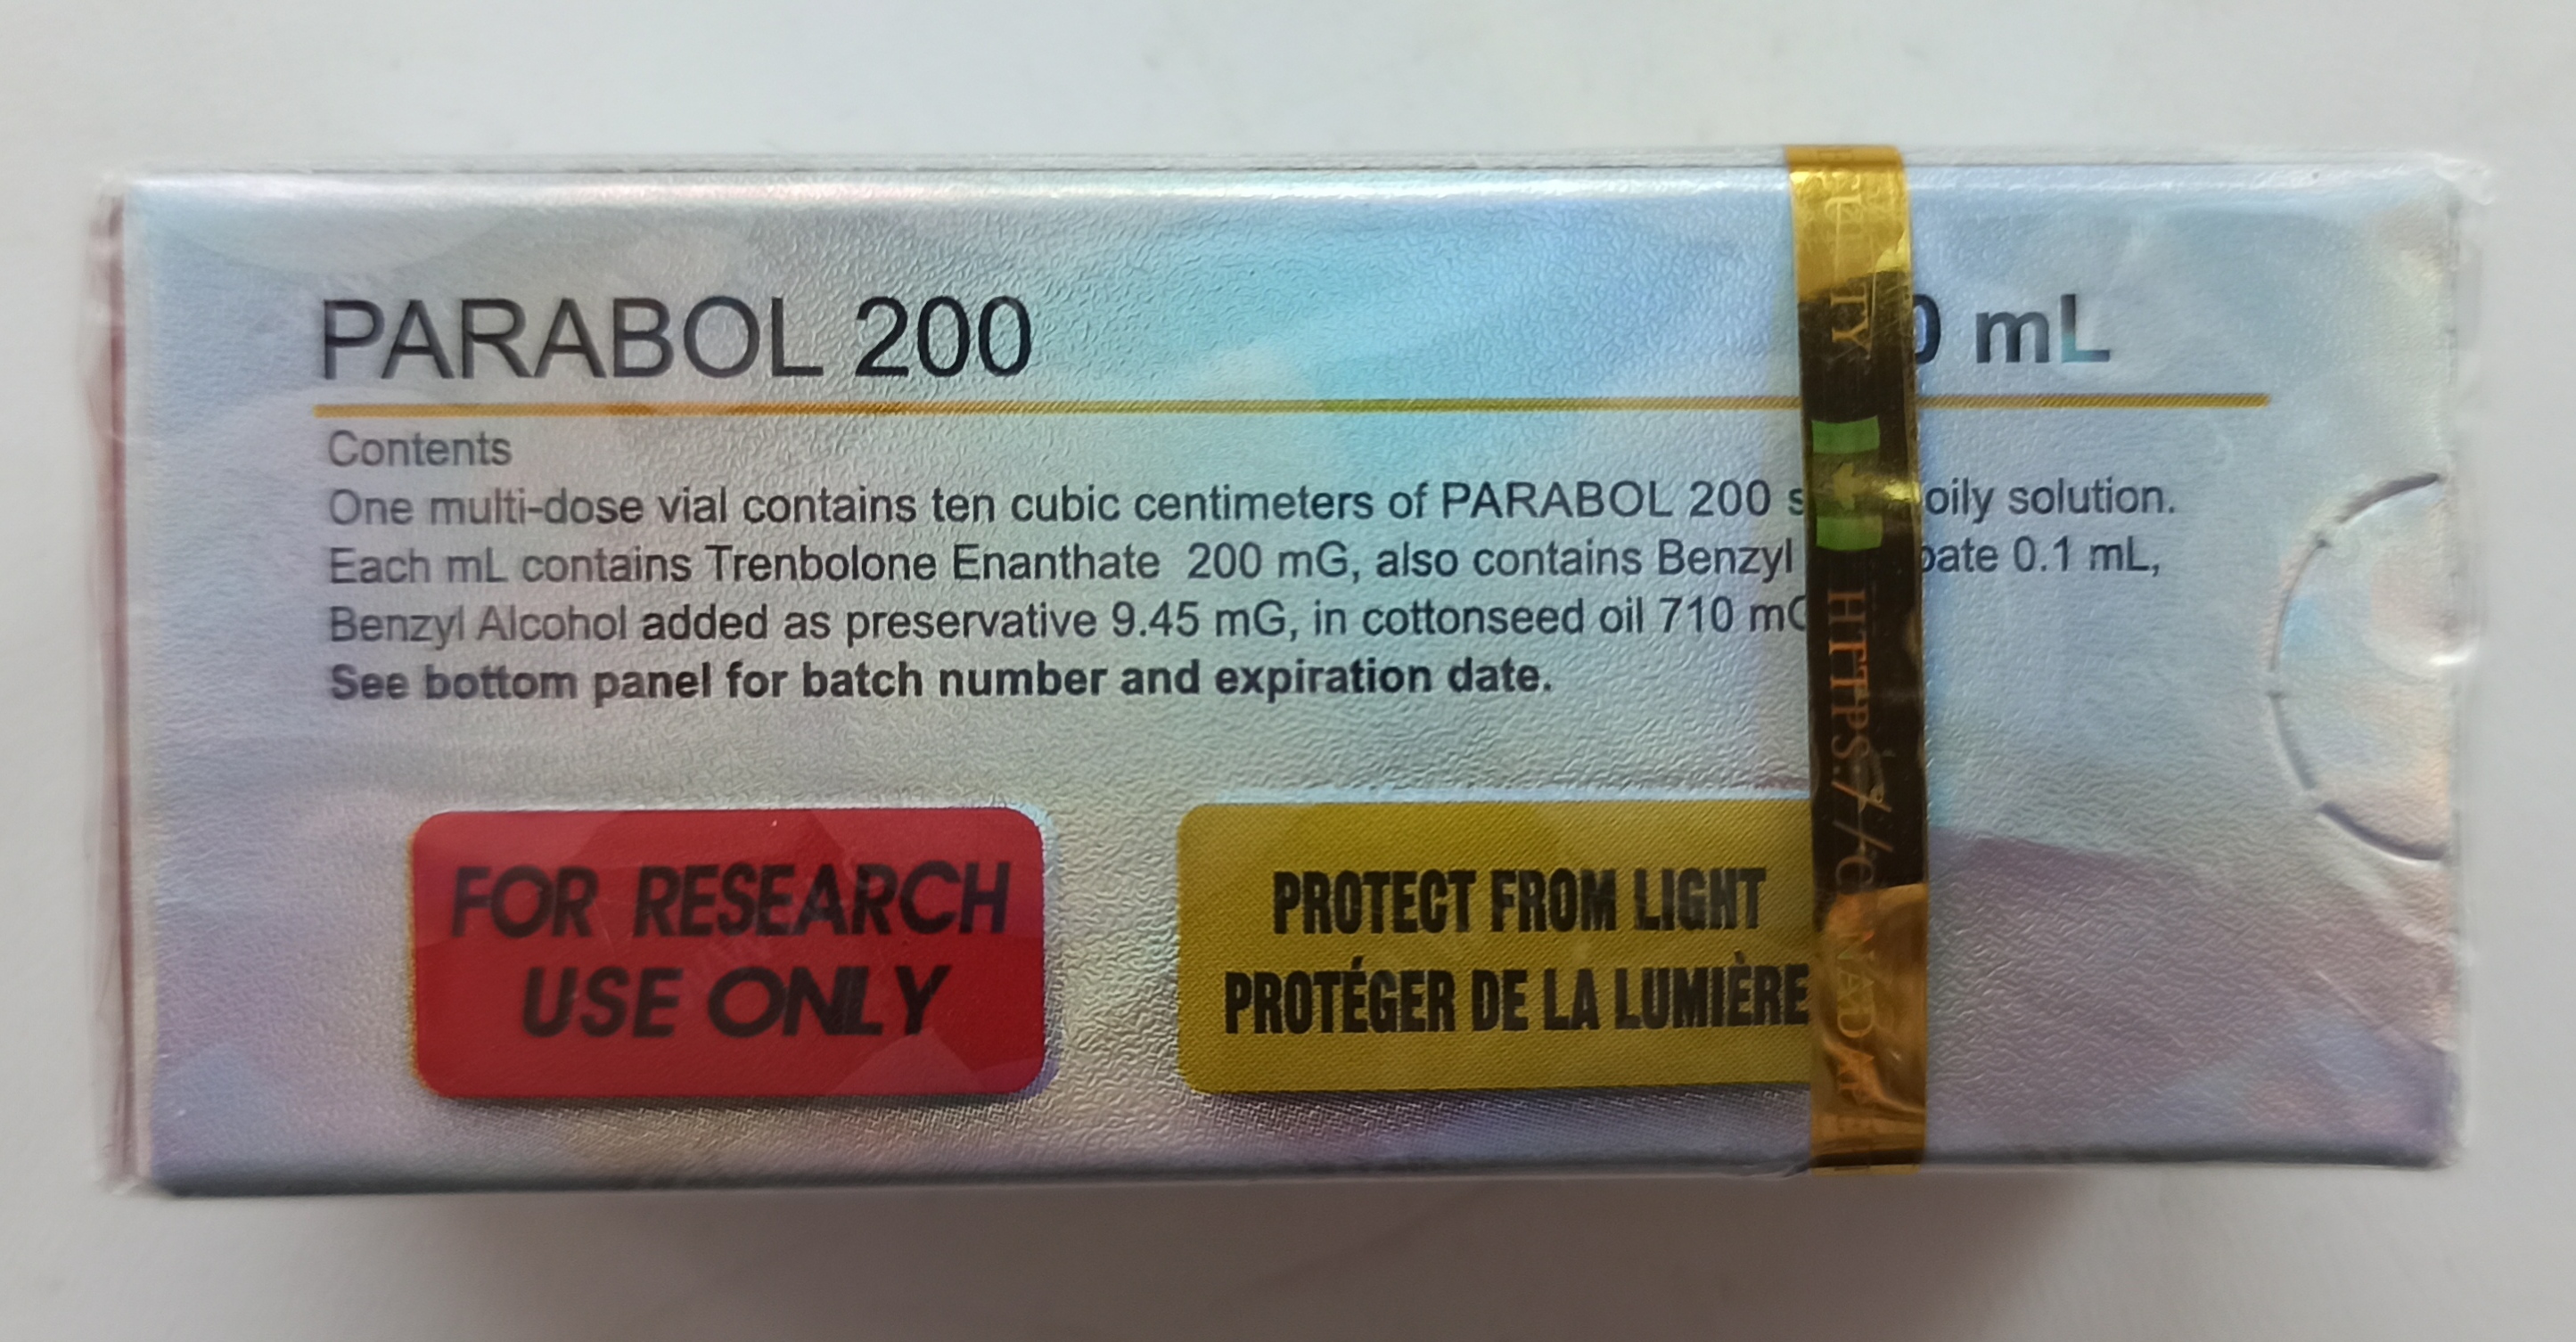 PARABOL 200 mL
Contents
One multi-dose vial contains ten cubic centimeters of PARABOL 200 oily solution.
Each mL contains Trenbolone Enanthate 200 mG, also contains Benzyl 0.1 mL,
Benzyl Alcohol added as preservative 9.45 mG, in cottonseed oil 710
See bottom panel for batch number and expiration date.
FOR RESEARCH
USE ONLY
PROTECT FROM LIGHT
PROTÉGER DE LA LUMIÈRE
HTTPS://